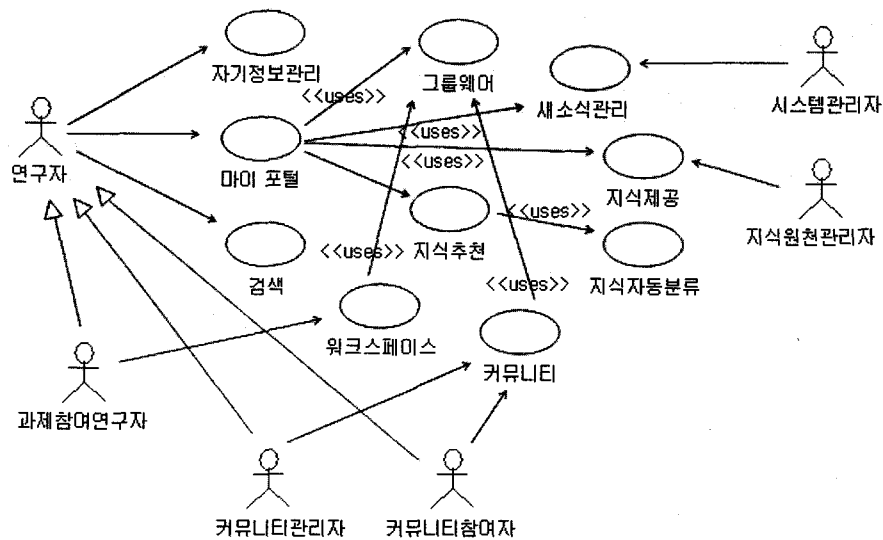 자기정보관리
그룹웨어
새소식관리
시스템관리자
<<uses>>
<<uses>>
<<uses>>
연구자
마이 포털
지식제공
지식원천관리자
<<uses>>
<<uses>>
지식추천
<<uses>>
지식자동분류
검색
워크스페이스
커뮤니티
과제참여연구자
커뮤니티관리자
커뮤니티참여자